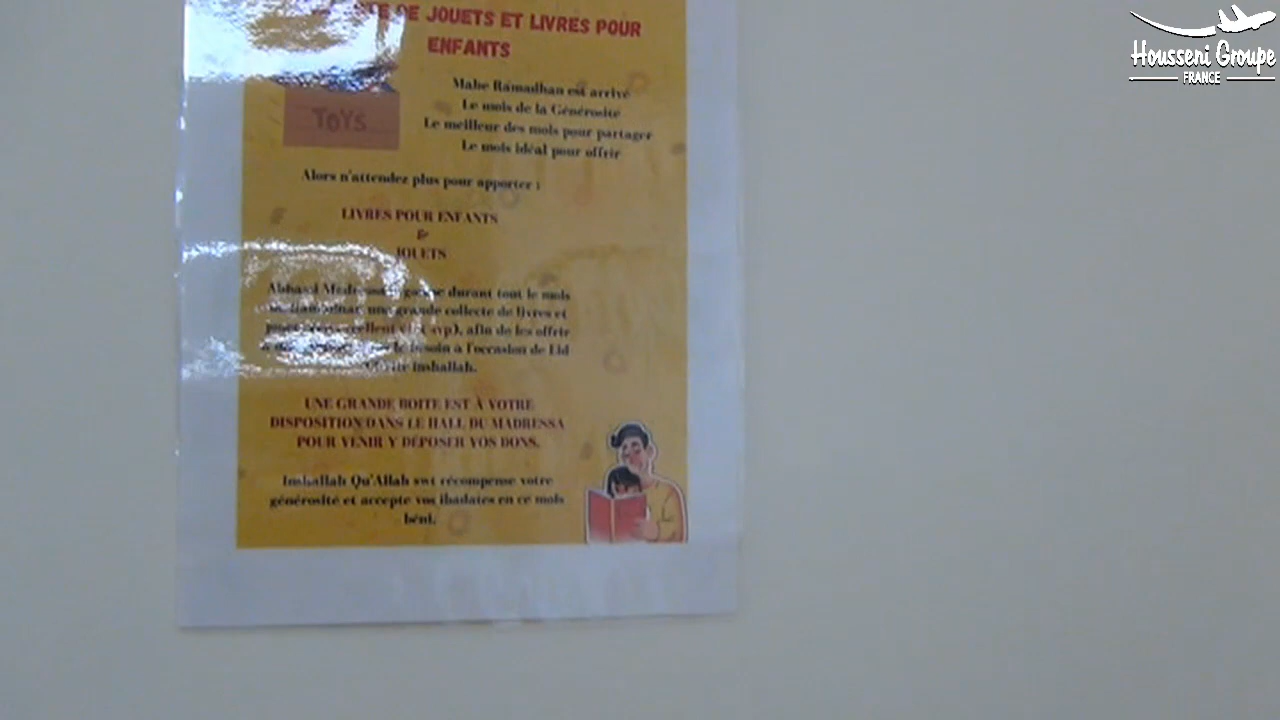 DE JOUETS ET LIVRES POUR
ENFANTS
TOYS
Mahe Ramadhan est arrivé
Le mois de la Générosité
Le meilleur des mois pour partager
Le mois idéal pour offrir
Alors n'attendez plus pour apporter :
LIVRES POUR ENFANTS
&
JOUETS
durant tout le mois
une grande collecte de livres et
svp), afin de les offrir
le besoin à l'occasion de Eid
inshallah.
UNE GRANDE BOITE EST À VOTRE
DISPOSITION DANS LE HALL DU MADRESSA
POUR VENIR Y DEPOSER VOS DONS.
Inshallah Qu'Allah swt récompense votre
générosité et accepte vos ibadates en ce mois
béni.
Housseni Groupe
FRANCE